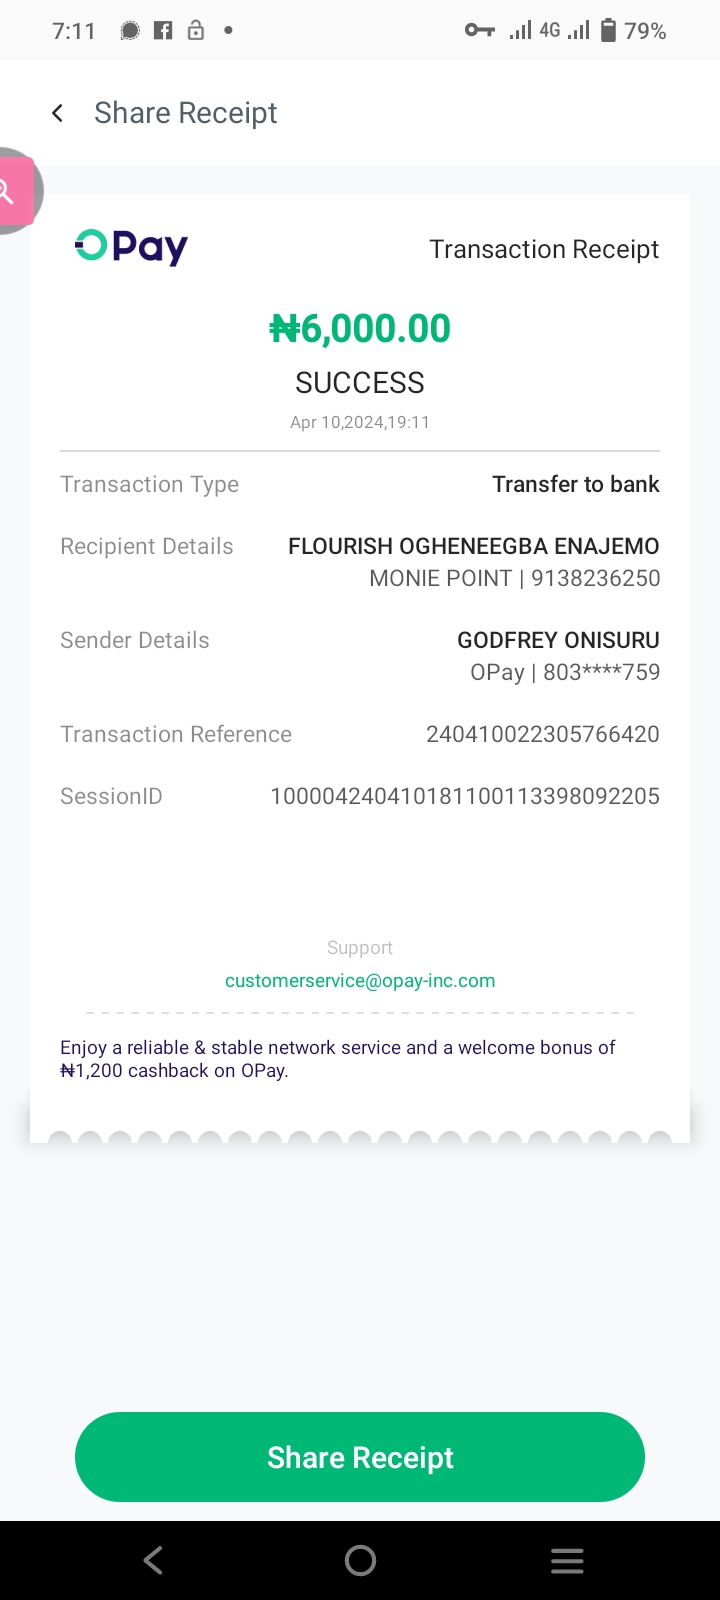 7:11 4G 79%
Share Receipt
OPay Transaction Receipt
₦6,000.00
SUCCESS
Apr 10,2024,19:11
Transaction Type Transfer to bank
Recipient Details FLOURISH OGHENEEGBA ENAJEMO
MONIE POINT | 9138236250
Sender Details GODFREY ONISURU
OPay | 803****759
Transaction Reference 240410022305766420
SessionID 100004240410181100113398092205
Support
customerservice@opay-inc.com
Enjoy a reliable & stable network service and a welcome bonus of
₦1,200 cashback on OPay.
Share Receipt